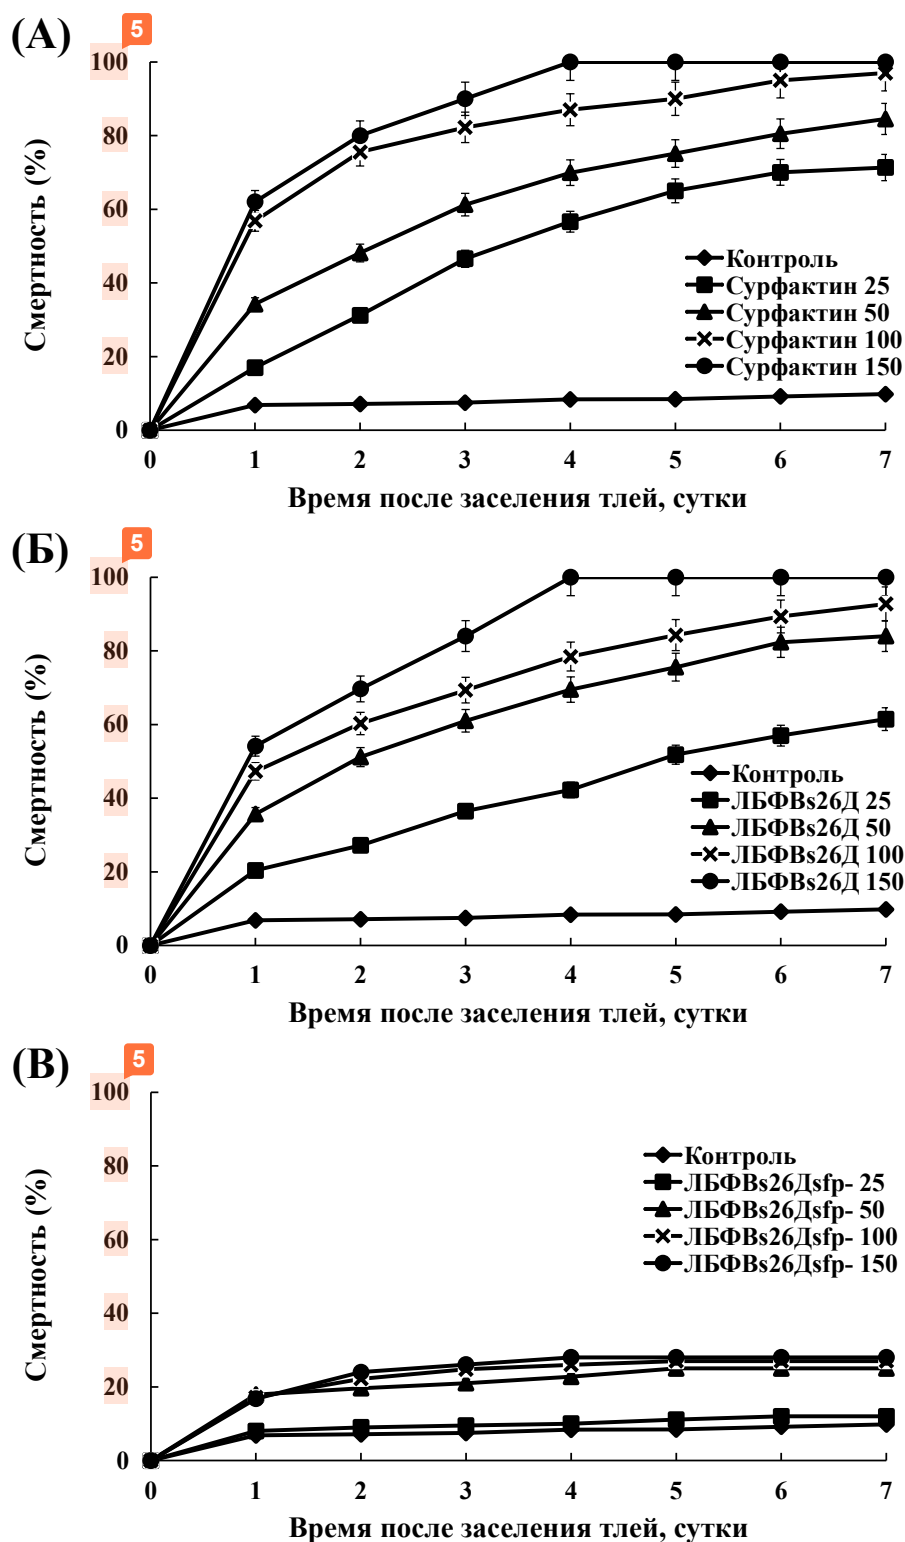 (А)
5
100
80
60
40
20
0
Смертность (%)
Контроль
Сурфактин 25
Сурфактин 50
Сурфактин 100
Сурфактин 150
0 1 2 3 4 5 6 7
Время после заселения тлей, сутки
(Б)
5
100
80
60
40
20
0
Смертность (%)
Контроль
ЛБФBs26Д 25
ЛБФBs26Д 50
ЛБФBs26Д 100
ЛБФBs26Д 150
0 1 2 3 4 5 6 7
Время после заселения тлей, сутки
(В)
5
100
80
60
40
20
0
Смертность (%)
Контроль
ЛБФBs26Дsfp- 25
ЛБФBs26Дsfp- 50
ЛБФBs26Дsfp- 100
ЛБФBs26Дsfp- 150
0 1 2 3 4 5 6 7
Время после заселения тлей, сутки